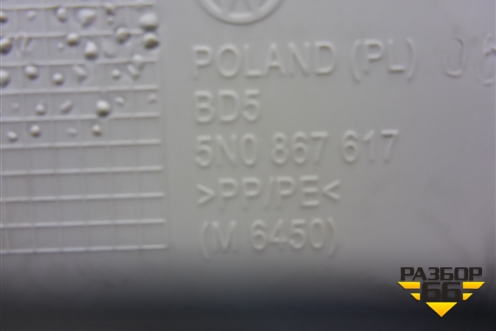 POLAND (PL)
BD5
5N0 867 617
>PP/PE<
(M 6450)
РАЗБОР
66